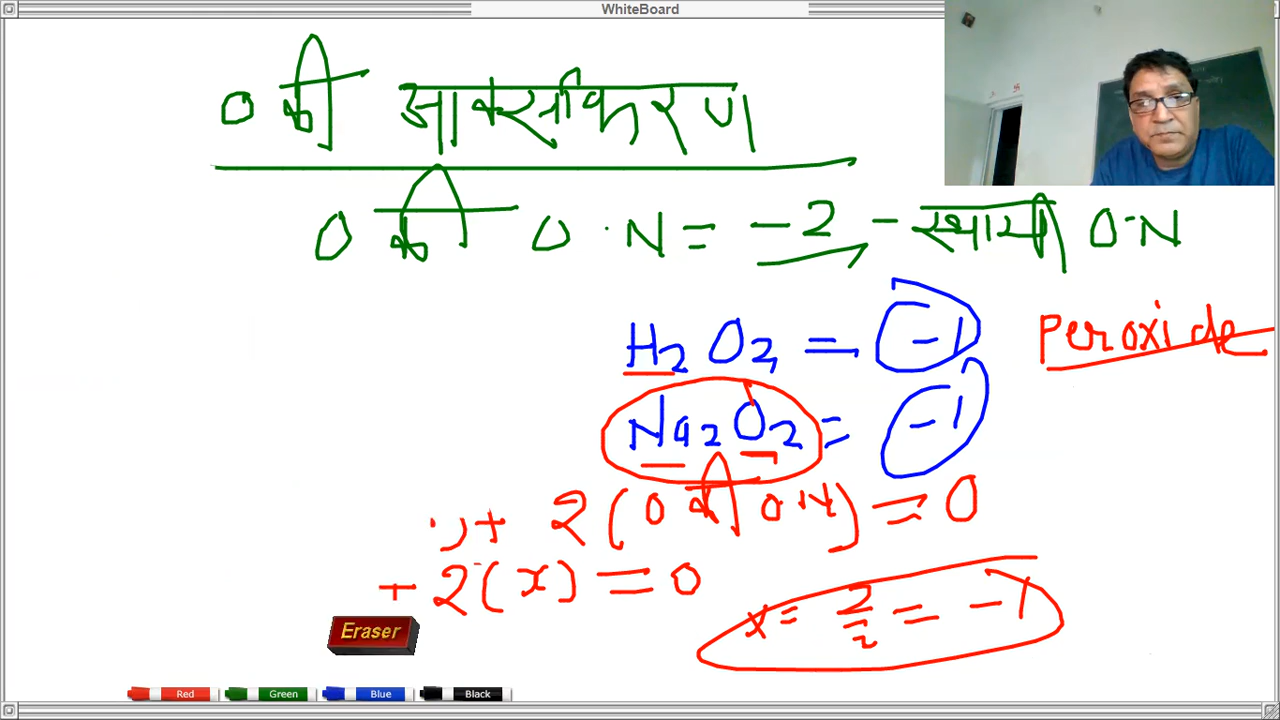 WhiteBoard
O की आक्सीकरण
O की O.N = -2 - स्थायी O-N
H2O2 = -1
Peroxide
Na2O2 = -1
+ 2(O की O.N) = 0
+ 2(x) = 0
x = 2/2 = -1
Eraser
Red Green Blue Black